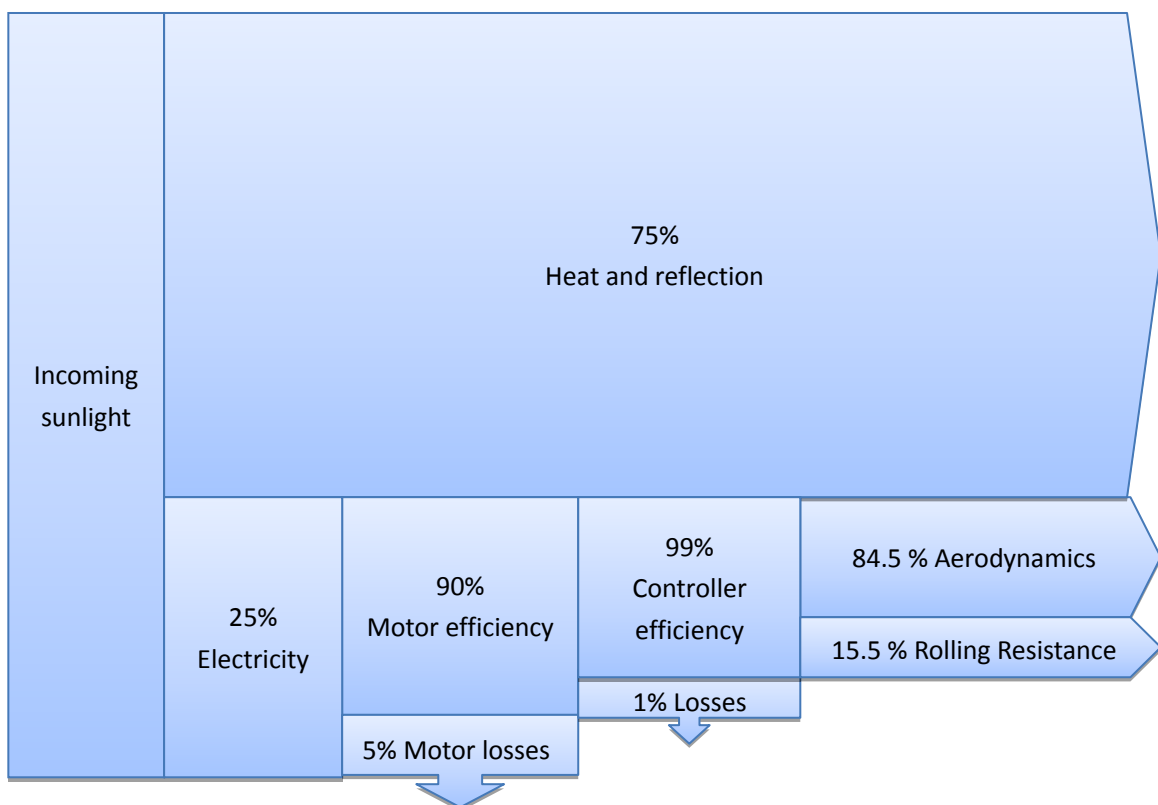 75%
Heat and reflection
Incoming
sunlight
25%
Electricity
90%
Motor efficiency
5% Motor losses
99%
Controller
efficiency
1% Losses
84.5 % Aerodynamics
15.5 % Rolling Resistance